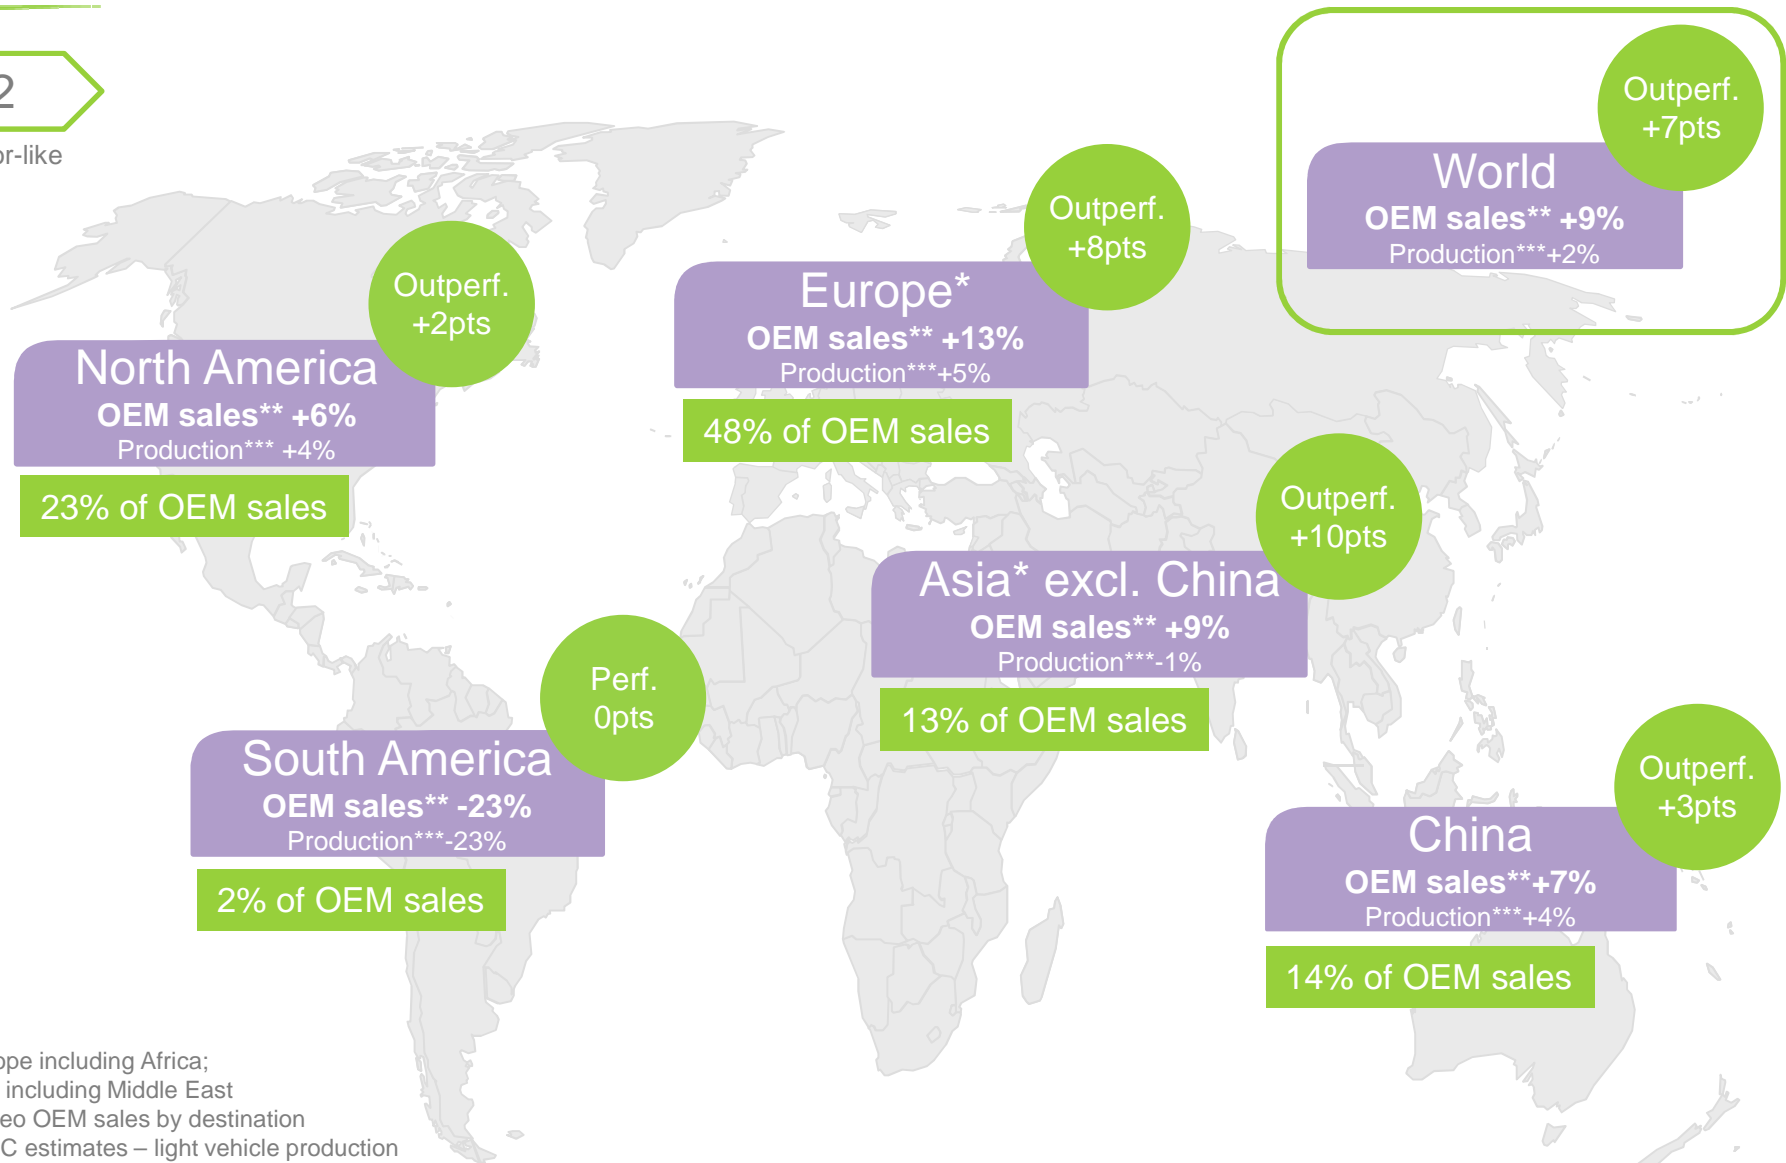 2
or-like
Outperf.
+7pts
World
OEM sales** +9%
Production***+2%
Outperf.
+8pts
Europe*
OEM sales** +13%
Production***+5%
48% of OEM sales
Outperf.
+2pts
North America
OEM sales** +6%
Production*** +4%
23% of OEM sales
Outperf.
+10pts
Asia* excl. China
OEM sales** +9%
Production***-1%
13% of OEM sales
Perf.
0pts
South America
OEM sales** -23%
Production***-23%
2% of OEM sales
Outperf.
+3pts
China
OEM sales**+7%
Production***+4%
14% of OEM sales
ope including Africa;
including Middle East
eo OEM sales by destination
C estimates – light vehicle production